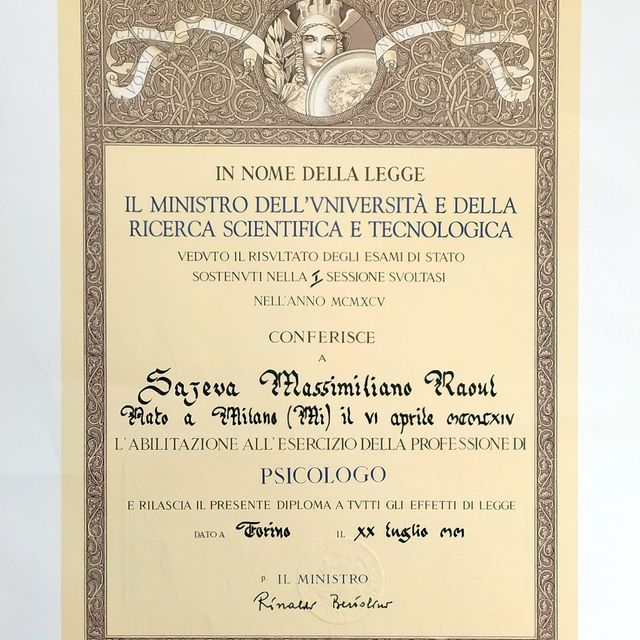 IN NOME DELLA LEGGE
IL MINISTRO DELL'VNIVERSITÀ E DELLA
RICERCA SCIENTIFICA E TECNOLOGICA
VEDVTO IL RISVLTATO DEGLI ESAMI DI STATO
SOSTENVTI NELLA I SESSIONE SVOLTASI
NELL'ANNO MCMXCV
CONFERISCE
A
Sajeva Massimiliano Raoul
Nato a Milano (Mi) il VI aprile
L'ABILITAZIONE ALL'ESERCIZIO DELLA PROFESSIONE DI
PSICOLOGO
E RILASCIA IL PRESENTE DIPLOMA A TVTTI GLI EFFETTI DI LEGGE
DATO A Torino IL XX luglio MM
P. IL MINISTRO
Rinaldo Bertolino